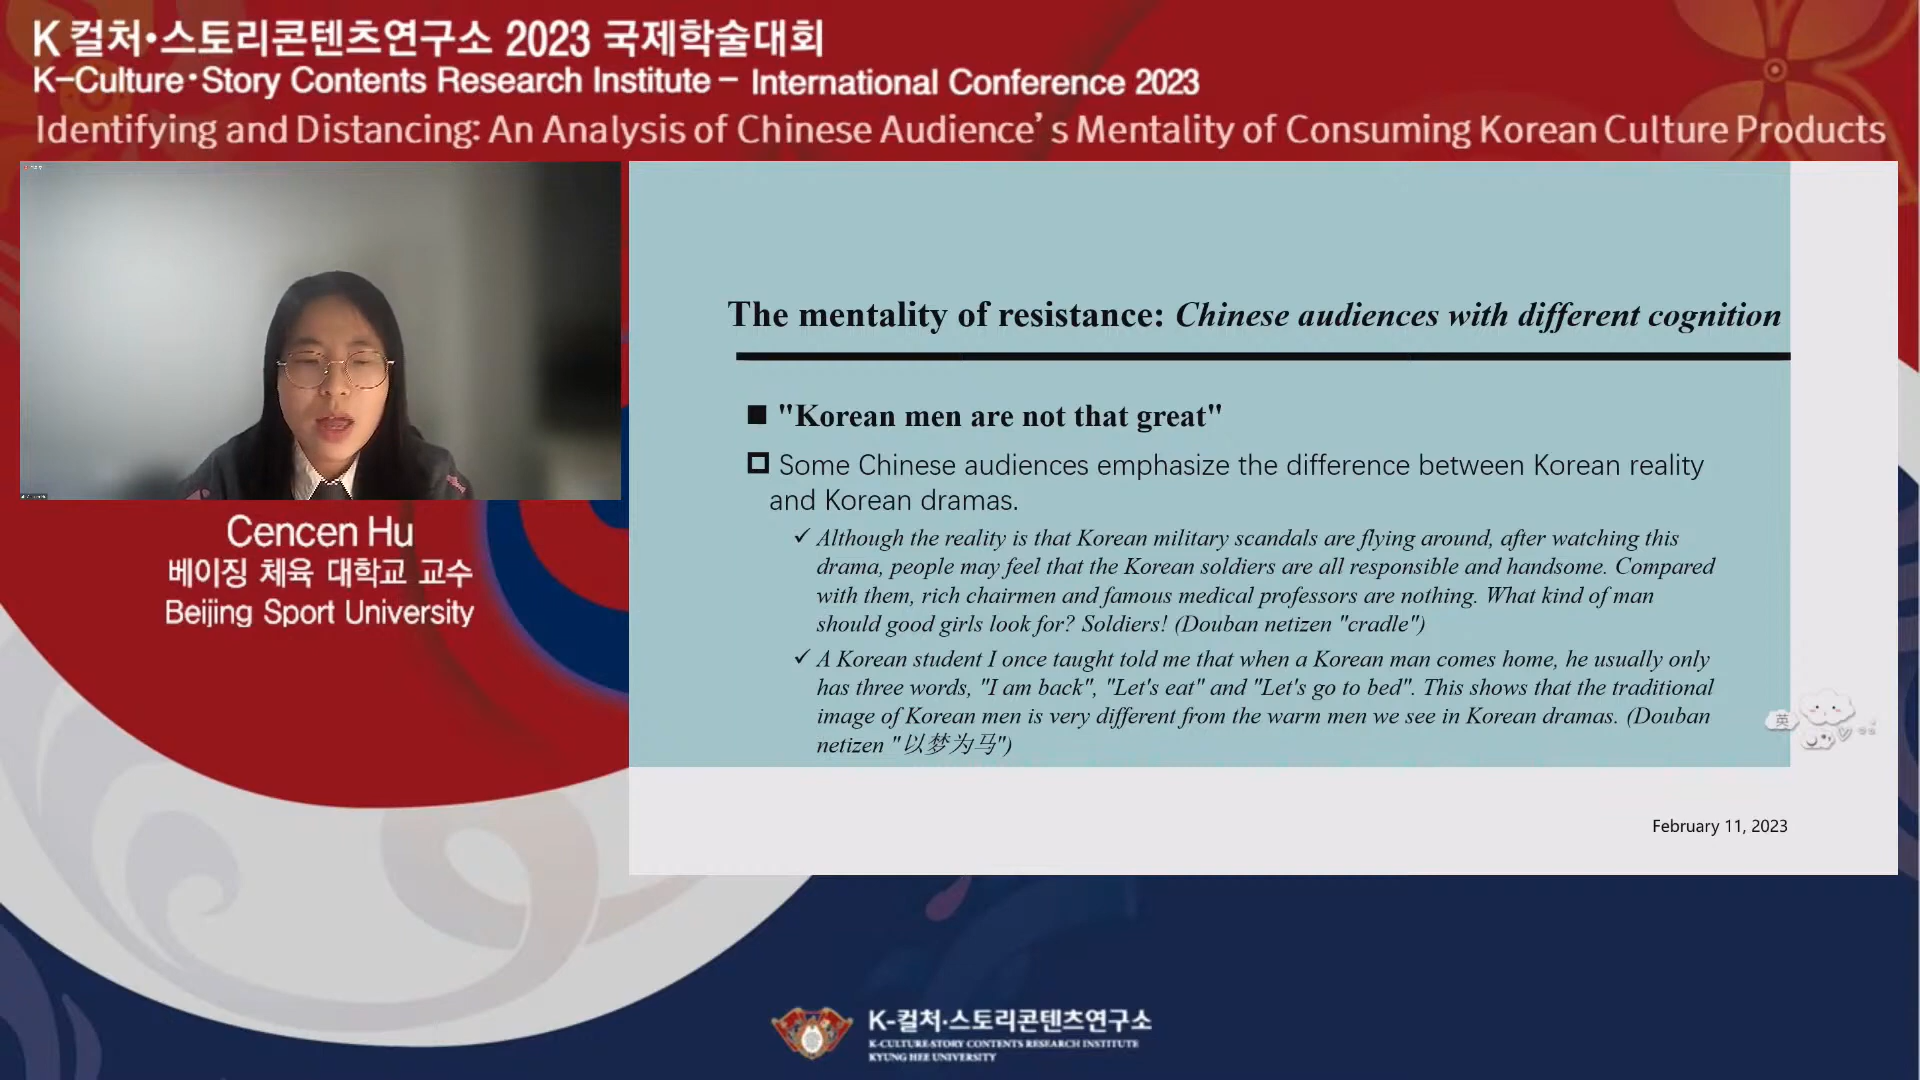 K 컬처•스토리콘텐츠연구소 2023 국제학술대회
K-Culture•Story Contents Research Institute - International Conference 2023
Identifying and Distancing: An Analysis of Chinese Audience's Mentality of Consuming Korean Culture Products
The mentality of resistance: Chinese audiences with different cognition
■ "Korean men are not that great"
Some Chinese audiences emphasize the difference between Korean reality
and Korean dramas.
✓ Although the reality is that Korean military scandals are flying around, after watching this
drama, people may feel that the Korean soldiers are all responsible and handsome. Compared
with them, rich chairmen and famous medical professors are nothing. What kind of man
should good girls look for? Soldiers! (Douban netizen "cradle")
✓ A Korean student I once taught told me that when a Korean man comes home, he usually only
has three words, "I am back", "Let's eat" and "Let's go to bed". This shows that the traditional
image of Korean men is very different from the warm men we see in Korean dramas. (Douban
netizen "以梦为马")
英
February 11, 2023
Cencen Hu
베이징 체육 대학교 교수
Beijing Sport University
K-컬처•스토리콘텐츠연구소
K-CULTURE•STORY CONTENTS RESEARCH INSTITUTE
KYUNG HEE UNIVERSITY